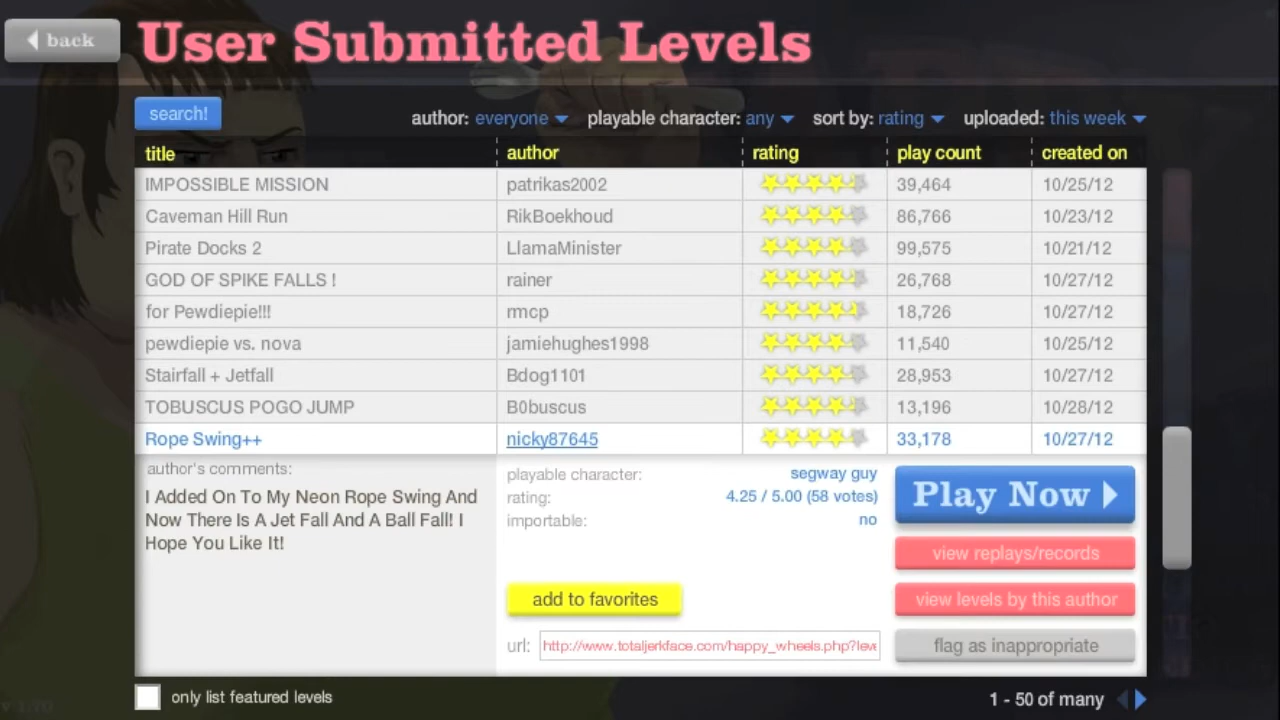 back
User Submitted Levels
search!
author: everyone playable character: any sort by: rating uploaded: this week
title author rating play count created on
IMPOSSIBLE MISSION patrikas2002 39,464 10/25/12
Caveman Hill Run RikBoekhoud 86,766 10/23/12
Pirate Docks 2 LlamaMinister 99,575 10/21/12
GOD OF SPIKE FALLS ! rainer 26,768 10/27/12
for Pewdiepie!!! rmcp 18,726 10/27/12
pewdiepie vs. nova jamiehughes1998 11,540 10/25/12
Stairfall + Jetfall Bdog1101 28,953 10/27/12
TOBUSCUS POGO JUMP B0buscus 13,196 10/28/12
Rope Swing++ nicky87645 33,178 10/27/12
author's comments:
I Added On To My Neon Rope Swing And
Now There Is A Jet Fall And A Ball Fall! I
Hope You Like It!
playable character: segway guy
rating: 4.25 / 5.00 (58 votes)
importable: no
add to favorites
url: http://www.totaljerkface.com/happy_wheels.php?leve
Play Now
view replays/records
view levels by this author
flag as inappropriate
only list featured levels
1 - 50 of many